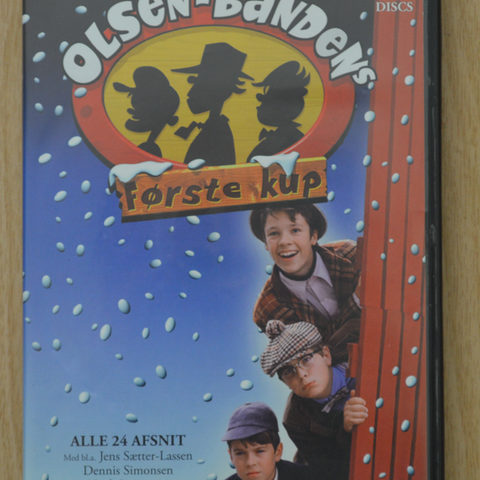 DISCS
OLSEN-BANDENS
Første kup
ALLE 24 AFSNIT
Med bl.a. Jens Sætter-Lassen
Dennis Simonsen